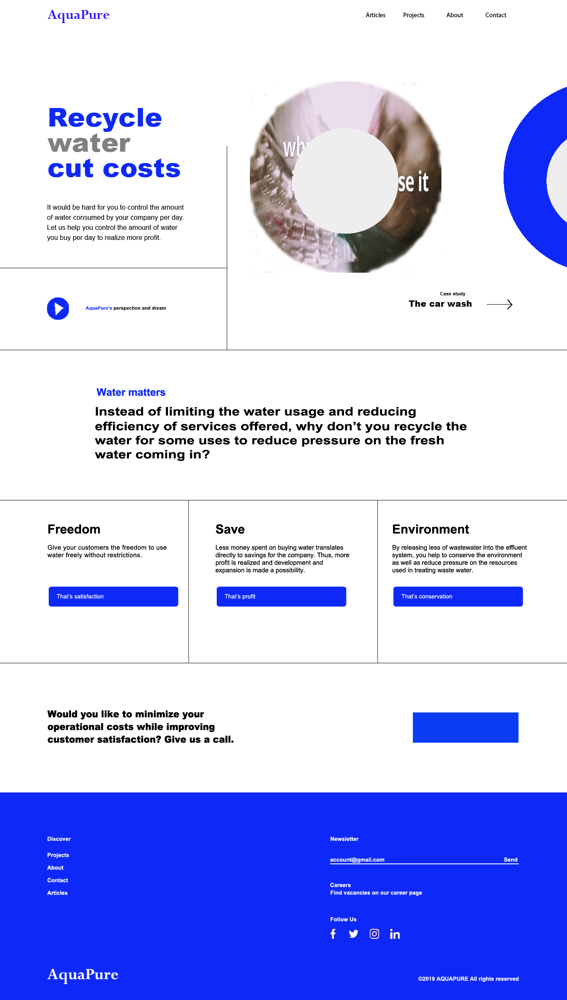 AquaPure
Articles Projects About Contact
Recycle
water
cut costs
It would be hard for you to control the amount
of water consumed by your company per day.
Let us help you control the amount of water
you buy per day to realize more profit.
se it
Case study
The car wash
AquaPure's perspection and dream
Water matters
Instead of limiting the water usage and reducing
efficiency of services offered, why don't you recycle the
water for some uses to reduce pressure on the fresh
water coming in?
Freedom
Give your customers the freedom to use
water freely without restrictions.
That's satisfaction
Save
Less money spent on buying water translates
directly to savings for the company. Thus, more
profit is realized and development and
expansion is made a possibility.
That's profit
Environment
By releasing less of wastewater into the effluent
system, you help to conserve the environment
as well as reduce pressure on the resources
used in treating waste water.
That's conservation
Would you like to minimize your
operational costs while improving
customer satisfaction? Give us a call.
Discover
Projects
About
Contact
Articles
Newsletter
account@gmail.com Send
Careers
Find vacancies on our career page
Follow Us
AquaPure
©2019 AQUAPURE All rights reserved